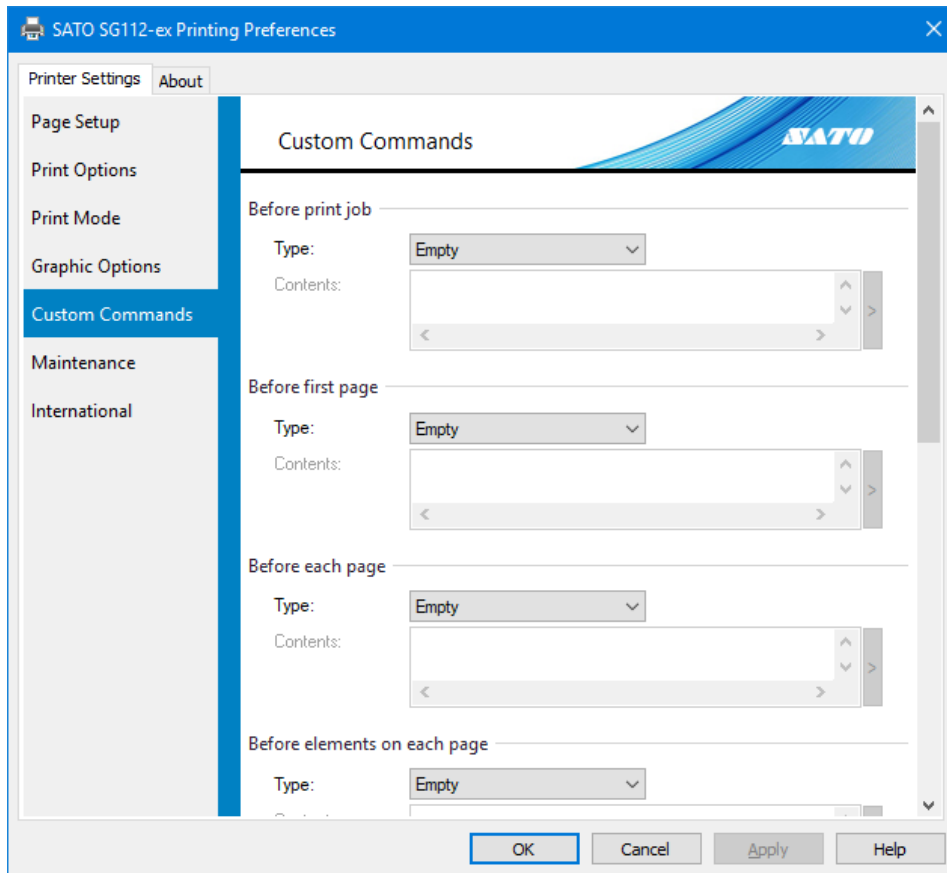 SATO SG112-ex Printing Preferences
Printer Settings
About
Page Setup
Print Options
Print Mode
Graphic Options
Custom Commands
Maintenance
International
Custom Commands
SATO
Before print job
Type:
Empty
Contents:
>
Before first page
Type:
Empty
Contents:
>
Before each page
Type:
Empty
Contents:
>
Before elements on each page
Type:
Empty
OK
Cancel
Apply
Help